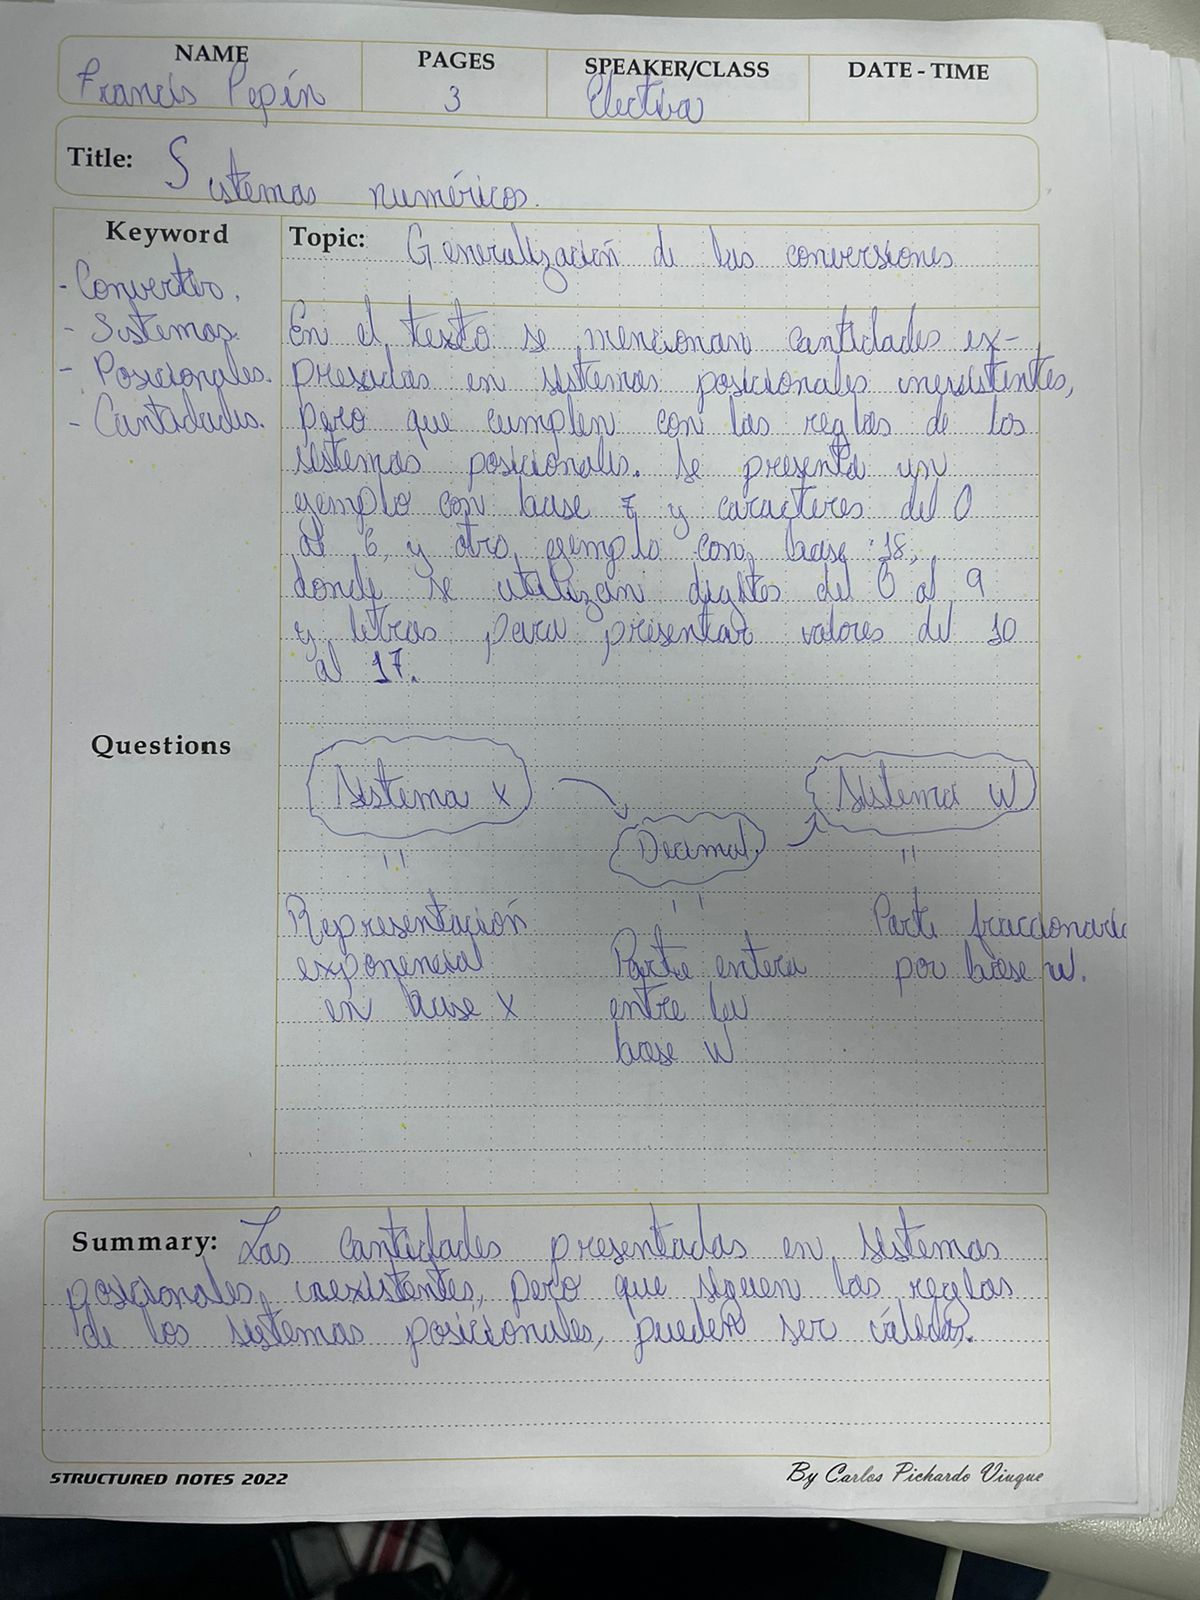 NAME PAGES SPEAKER/CLASS DATE - TIME
Francis Pepín 3 Electiva
Title: Sistemas numéricos.
Keyword
- Convertir.
- Sistemas.
- Posicionales.
- Cantidades.
Topic: Generalización de las conversiones
En el texto se mencionan cantidades ex-
presadas en sistemas posicionales inexistentes,
pero que cumplen con las reglas de los
sistemas posicionales. Se presenta un
ejemplo con base 7 y caracteres del 0
al 6, y otro ejemplo con base 18,
donde se utilizan digitos del 0 al 9
y letras para presentar valores del 10
al 17.
Questions
Sistema X
Decimal
Sistema W
Representación
exponencial
en base X
Parte entera
entre la
base W
Parte fraccionaria
por base W.
Summary: Las cantidades presentadas en sistemas
posicionales inexistentes, pero que siguen las reglas
de los sistemas posicionales, pueden ser válidas.
STRUCTURED NOTES 2022
By Carlos Pichardo Viuque